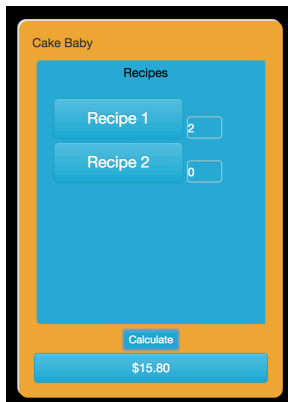 Cake Baby
Recipes
Recipe 1
2
Recipe 2
0
Calculate
$15.80